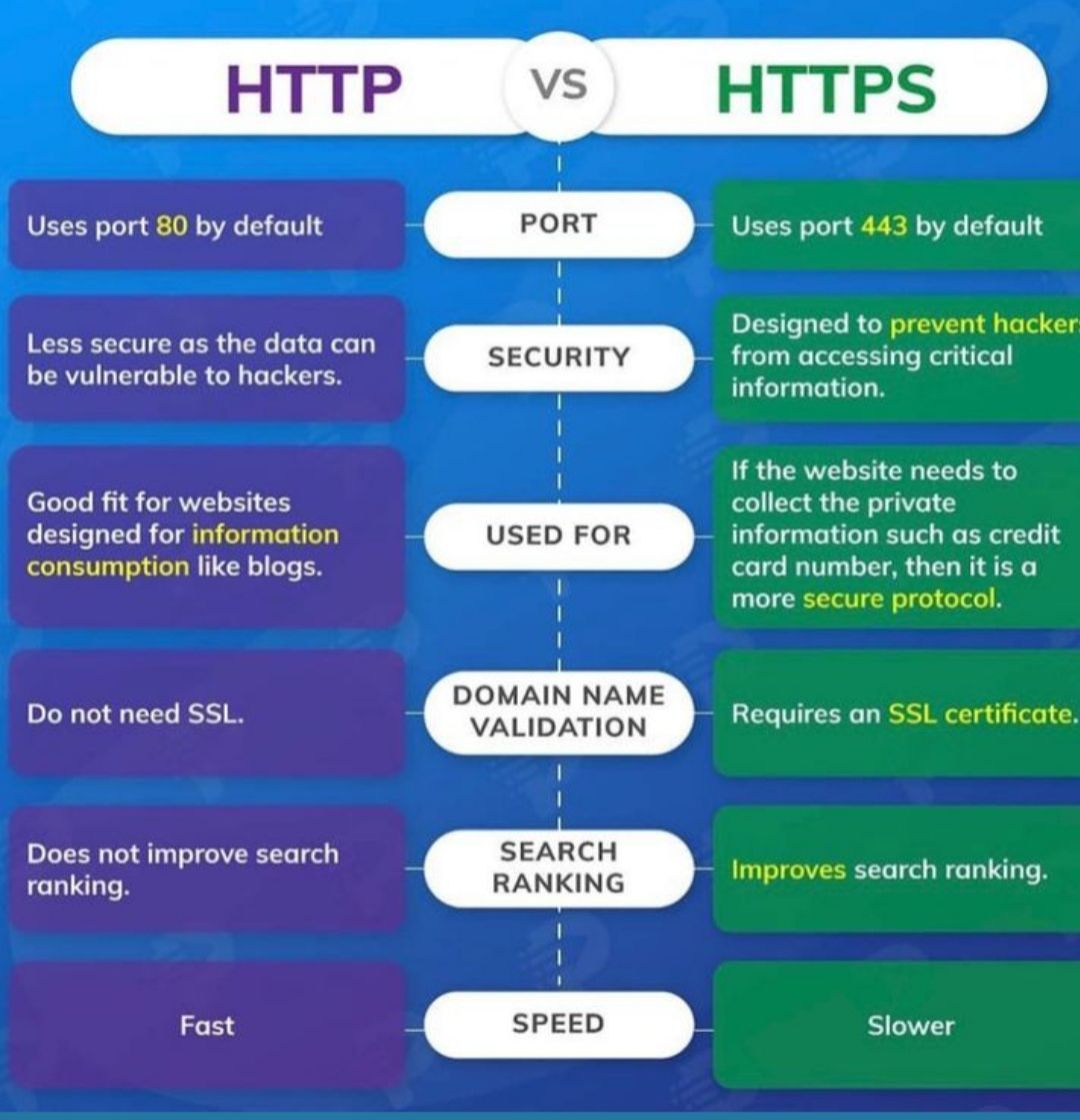 HTTP VS HTTPS
Uses port 80 by default
PORT
Uses port 443 by default
Less secure as the data can
be vulnerable to hackers.
SECURITY
Designed to prevent hacker
from accessing critical
information.
Good fit for websites
designed for information
consumption like blogs.
USED FOR
If the website needs to
collect the private
information such as credit
card number, then it is a
more secure protocol.
Do not need SSL.
DOMAIN NAME
VALIDATION
Requires an SSL certificate.
Does not improve search
ranking.
SEARCH
RANKING
Improves search ranking.
Fast
SPEED
Slower